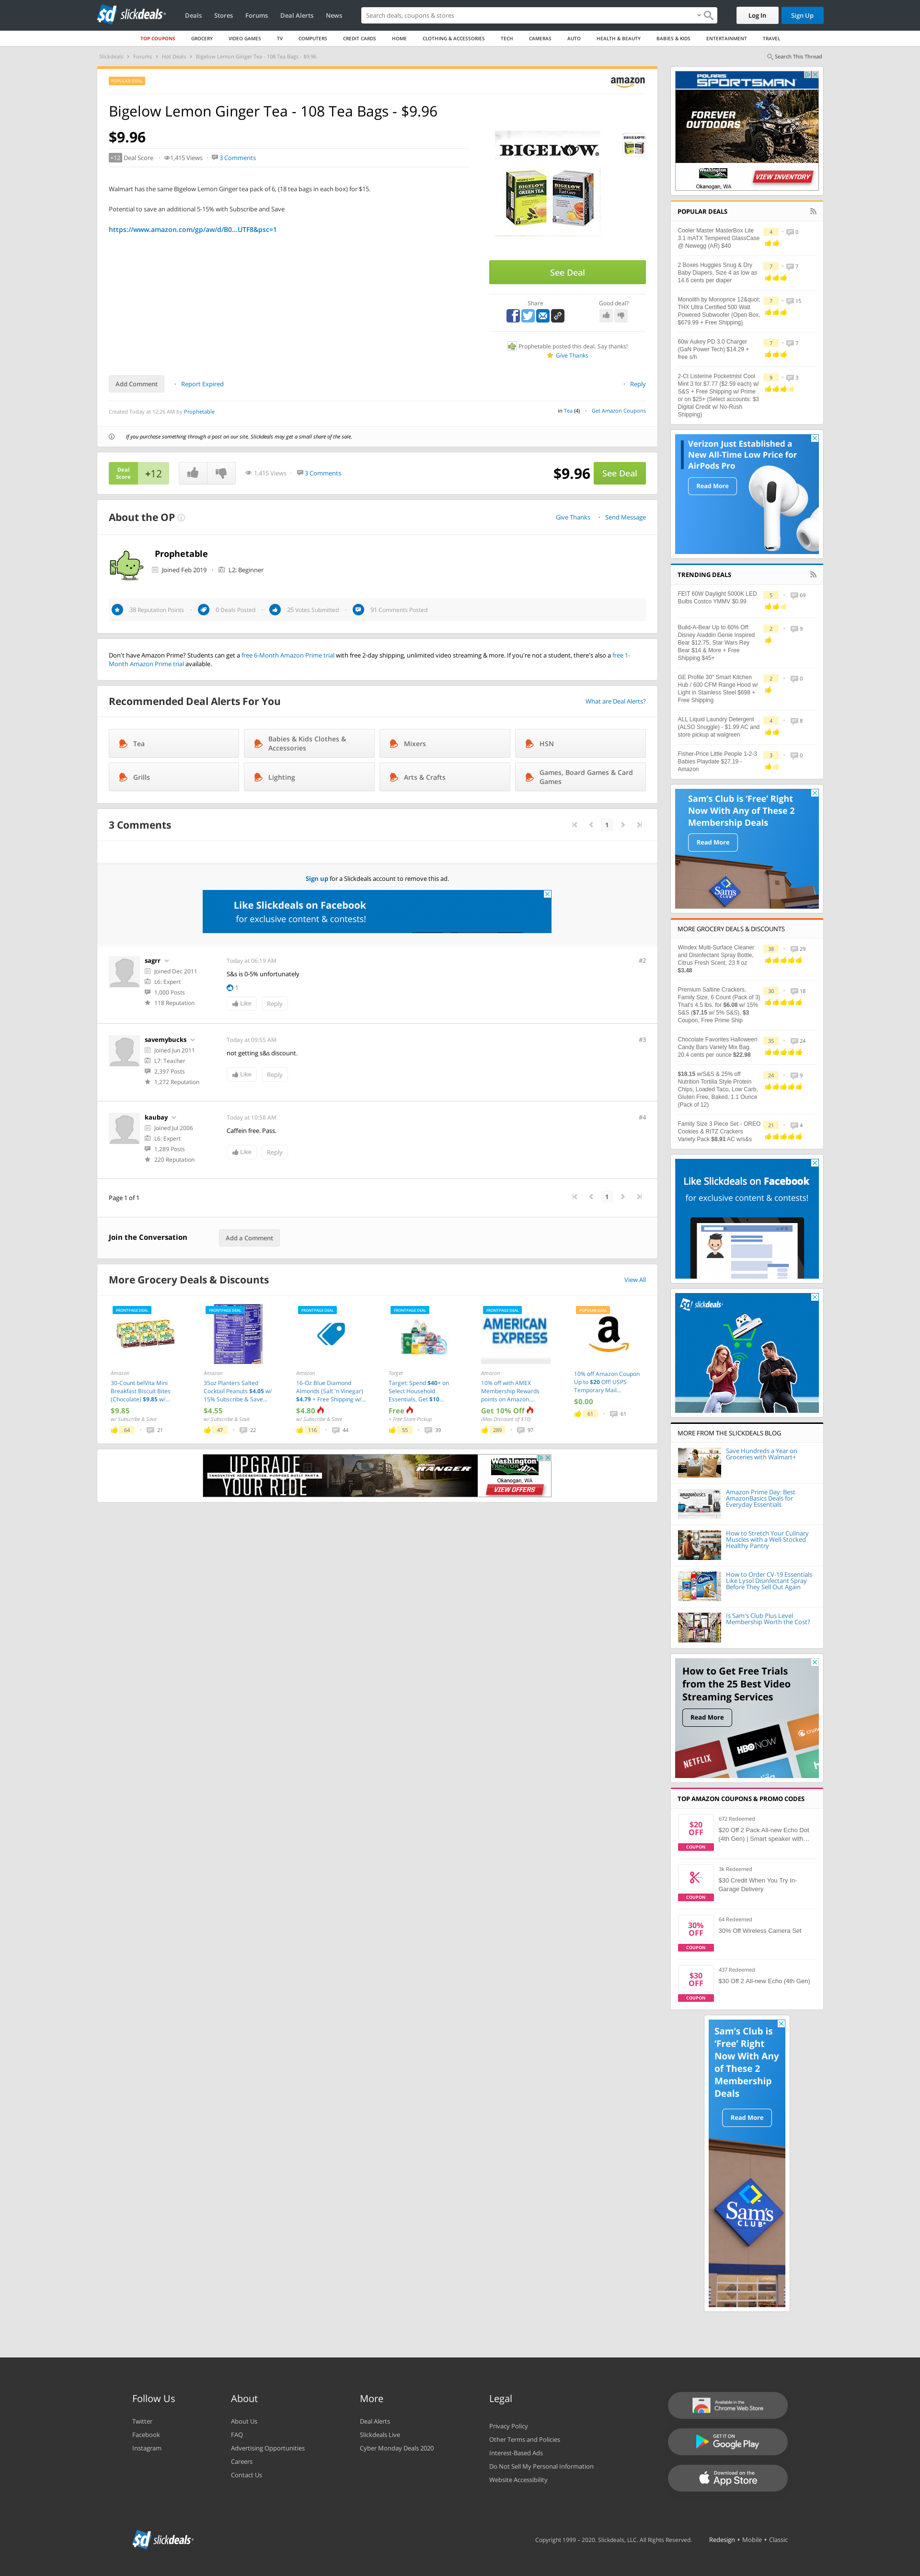 slickdeals
Deals Stores Forums Deal Alerts News
Search deals, coupons & stores
Log In
Sign Up
TOP COUPONS GROCERY VIDEO GAMES TV COMPUTERS CREDIT CARDS HOME CLOTHING & ACCESSORIES TECH CAMERAS AUTO HEALTH & BEAUTY BABIES & KIDS ENTERTAINMENT TRAVEL
Slickdeals > Forums > Hot Deals > Bigelow Lemon Ginger Tea - 108 Tea Bags - $9.96
Search This Thread
POPULAR DEAL
amazon
Bigelow Lemon Ginger Tea - 108 Tea Bags - $9.96
$9.96
+12 Deal Score 1,415 Views 3 Comments
Walmart has the same Bigelow Lemon Ginger tea pack of 6, (18 tea bags in each box) for $15.
Potential to save an additional 5-15% with Subscribe and Save
https://www.amazon.com/gp/aw/d/B0...UTF8&psc=1
BIGELOW
See Deal
Share
Good deal?
Prophetable posted this deal. Say thanks!
Give Thanks
Add Comment
Report Expired
Reply
Created Today at 12:26 AM by Prophetable
in Tea (4) Get Amazon Coupons
If you purchase something through a post on our site, Slickdeals may get a small share of the sale.
Deal Score +12
1,415 Views 3 Comments
$9.96
See Deal
About the OP
Give Thanks Send Message
Prophetable
Joined Feb 2019 L2: Beginner
38 Reputation Points 0 Deals Posted 25 Votes Submitted 91 Comments Posted
Don't have Amazon Prime? Students can get a free 6-Month Amazon Prime trial with free 2-day shipping, unlimited video streaming & more. If you're not a student, there's also a free 1-
Month Amazon Prime trial available.
Recommended Deal Alerts For You
What are Deal Alerts?
Tea
Babies & Kids Clothes &
Accessories
Mixers
HSN
Grills
Lighting
Arts & Crafts
Games, Board Games & Card
Games
3 Comments
1
Sign up for a Slickdeals account to remove this ad.
Like Slickdeals on Facebook
for exclusive content & contests!
sagrr
Joined Dec 2011
L6: Expert
1,000 Posts
118 Reputation
Today at 06:19 AM
#2
S&s is 0-5% unfortunately
1
Like Reply
savemybucks
Joined Jun 2011
L7: Teacher
2,397 Posts
1,272 Reputation
Today at 09:55 AM
#3
not getting s&s discount.
Like Reply
kaubay
Joined Jul 2006
L6: Expert
1,289 Posts
220 Reputation
Today at 10:58 AM
#4
Caffein free. Pass.
Like Reply
Page 1 of 1
1
Join the Conversation
Add a Comment
More Grocery Deals & Discounts
View All
FRONTPAGE DEAL
Amazon
30-Count belVita Mini
Breakfast Biscuit Bites
(Chocolate) $9.85 w/...
$9.85
w/ Subscribe & Save
64 21
FRONTPAGE DEAL
Amazon
35oz Planters Salted
Cocktail Peanuts $4.05 w/
15% Subscribe & Save...
$4.55
w/ Subscribe & Save
47 22
FRONTPAGE DEAL
Amazon
16-Oz Blue Diamond
Almonds (Salt 'n Vinegar)
$4.79 + Free Shipping w/...
$4.80
w/ Subscribe & Save
116 44
FRONTPAGE DEAL
Target
Target: Spend $40+ on
Select Household
Essentials, Get $10...
Free
+ Free Store Pickup
55 39
FRONTPAGE DEAL
AMERICAN
EXPRESS
Amazon
10% off with AMEX
Membership Rewards
points on Amazon....
Get 10% Off
(Max Discount of $10)
289 97
POPULAR DEAL
a
10% off Amazon Coupon
Up to $20 Off! USPS
Temporary Mail...
$0.00
61 61
UPGRADE
INNOVATIVE ACCESSORIES. PURPOSE BUILT PARTS.
YOUR RIDE
RANGER
Washington
TRACTOR
Okanogan, WA
VIEW OFFERS
POLARIS
SPORTSMAN
FOREVER
OUTDOORS
Washington
Okanogan, WA
VIEW INVENTORY
POPULAR DEALS
Cooler Master MasterBox Lite
3.1 mATX Tempered GlassCase
@ Newegg (AR) $40
4 0
2 Boxes Huggies Snug & Dry
Baby Diapers, Size 4 as low as
14.6 cents per diaper
7 7
Monolith by Monoprice 12&quot;
THX Ultra Certified 500 Watt
Powered Subwoofer (Open Box,
$679.99 + Free Shipping)
7 15
60w Aukey PD 3.0 Charger
(GaN Power Tech) $14.29 +
free s/h
7 7
2-Ct Listerine Pocketmist Cool
Mint 3 for $7.77 ($2.59 each) w/
S&S + Free Shipping w/ Prime
or on $25+ (Select accounts: $3
Digital Credit w/ No-Rush
Shipping)
9 3
Verizon Just Established a
New All-Time Low Price for
AirPods Pro
Read More
TRENDING DEALS
FEIT 60W Daylight 5000K LED
Bulbs Costco YMMV $0.99
5 69
Build-A-Bear Up to 60% Off:
Disney Aladdin Genie Inspired
Bear $12.75, Star Wars Rey
Bear $14 & More + Free
Shipping $45+
2 9
GE Profile 30" Smart Kitchen
Hub / 600 CFM Range Hood w/
Light in Stainless Steel $698 +
Free Shipping
2 0
ALL Liquid Laundry Detergent
(ALSO Snuggle) - $1.99 AC and
store pickup at walgreen
4 8
Fisher-Price Little People 1-2-3
Babies Playdate $27.19 -
Amazon
3 0
Sam's Club is 'Free' Right
Now With Any of These 2
Membership Deals
Read More
MORE GROCERY DEALS & DISCOUNTS
Windex Multi-Surface Cleaner
and Disinfectant Spray Bottle,
Citrus Fresh Scent, 23 fl oz
$3.48
38 29
Premium Saltine Crackers,
Family Size, 6 Count (Pack of 3)
That's 4.5 lbs. for $6.08 w/ 15%
S&S ($7.15 w/ 5% S&S). $3
Coupon, Free Prime Ship
30 18
Chocolate Favorites Halloween
Candy Bars Variety Mix Bag.
20.4 cents per ounce $22.98
35 24
$18.15 w/S&S & 25% off
Nutrition Tortilla Style Protein
Chips, Loaded Taco, Low Carb,
Gluten Free, Baked, 1.1 Ounce
(Pack of 12)
24 9
Family Size 3 Piece Set - OREO
Cookies & RITZ Crackers
Variety Pack $8.91 AC w/s&s
21 4
Like Slickdeals on Facebook
for exclusive content & contests!
slickdeals
MORE FROM THE SLICKDEALS BLOG
Save Hundreds a Year on
Groceries with Walmart+
Amazon Prime Day: Best
AmazonBasics Deals for
Everyday Essentials
How to Stretch Your Culinary
Muscles with a Well-Stocked
Healthy Pantry
How to Order CV-19 Essentials
Like Lysol Disinfectant Spray
Before They Sell Out Again
Is Sam's Club Plus Level
Membership Worth the Cost?
How to Get Free Trials
from the 25 Best Video
Streaming Services
Read More
NETFLIX
HBO NOW
TOP AMAZON COUPONS & PROMO CODES
$20
OFF
COUPON
672 Redeemed
$20 Off 2 Pack All-new Echo Dot
(4th Gen) | Smart speaker with...
COUPON
3k Redeemed
$30 Credit When You Try In-
Garage Delivery
30%
OFF
COUPON
64 Redeemed
30% Off Wireless Camera Set
$30
OFF
COUPON
437 Redeemed
$30 Off 2 All-new Echo (4th Gen)
Sam's Club is
'Free' Right
Now With Any
of These 2
Membership
Deals
Read More
Sam's
CLUB
Follow Us
Twitter
Facebook
Instagram
About
About Us
FAQ
Advertising Opportunities
Careers
Contact Us
More
Deal Alerts
Slickdeals Live
Cyber Monday Deals 2020
Legal
Privacy Policy
Other Terms and Policies
Interest-Based Ads
Do Not Sell My Personal Information
Website Accessibility
Available in the
Chrome Web Store
GET IT ON
Google Play
Download on the
App Store
slickdeals
Copyright 1999 – 2020. Slickdeals, LLC. All Rights Reserved.
Redesign • Mobile • Classic